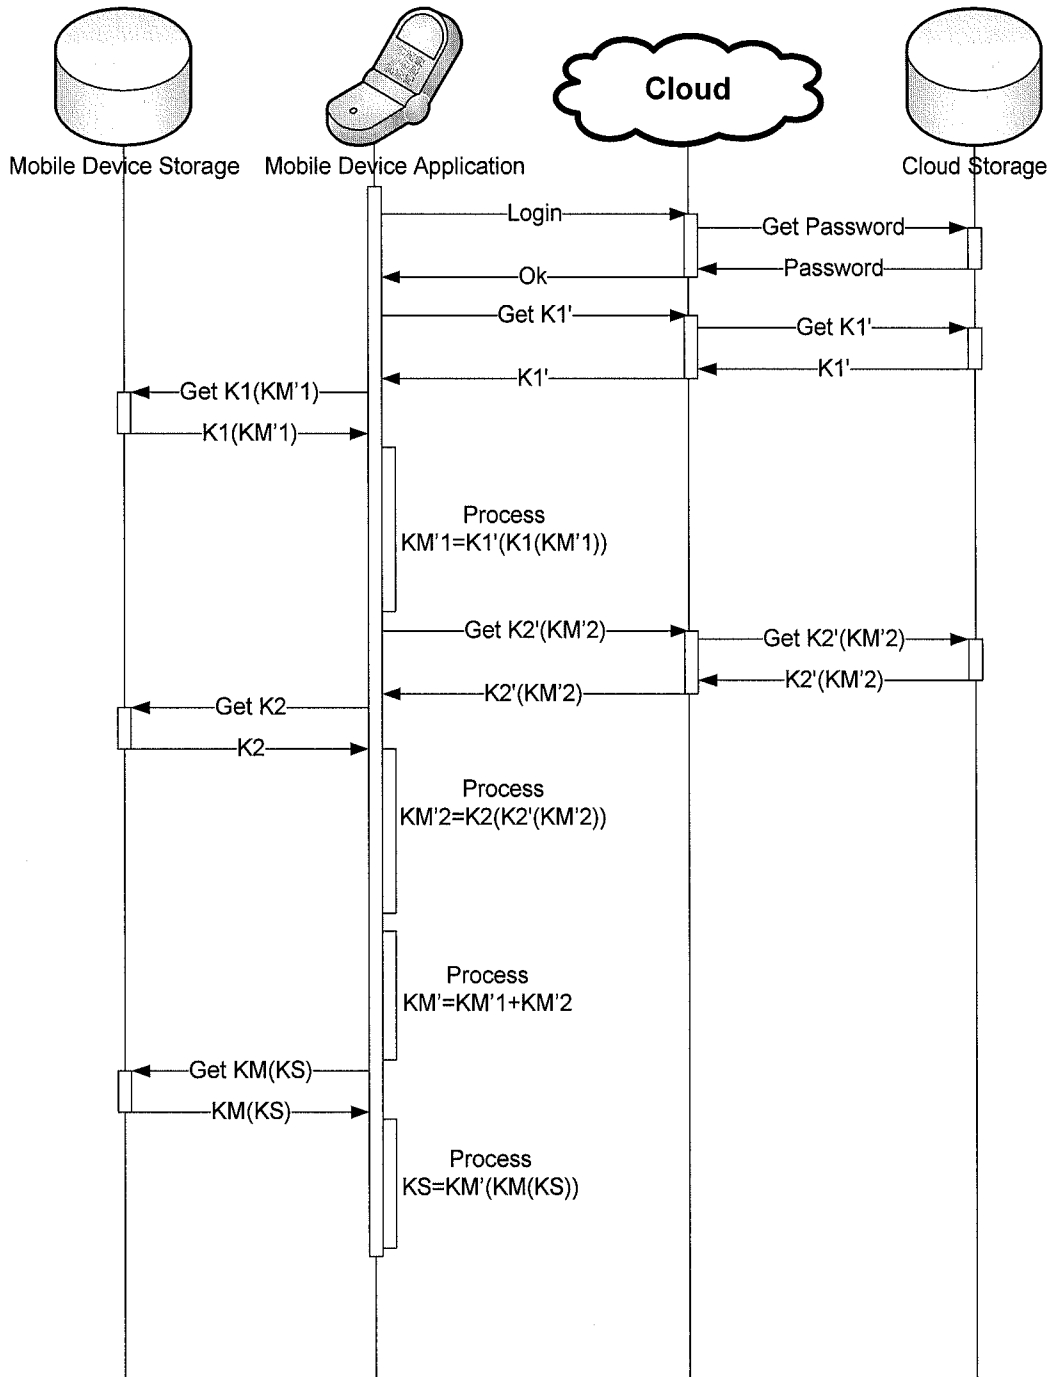 Cloud
Mobile Device Storage
Mobile Device Application
Cloud Storage
Login
Get Password
Password
Ok
Get K1'
Get K1'
K1'
K1'
Get K1(KM'1)
K1(KM'1)
Process
KM'1=K1'(K1(KM'1))
Get K2'(KM'2)
Get K2'(KM'2)
K2'(KM'2)
K2'(KM'2)
Get K2
K2
Process
KM'2=K2(K2'(KM'2))
Process
KM'=KM'1+KM'2
Get KM(KS)
KM(KS)
Process
KS=KM'(KM(KS))